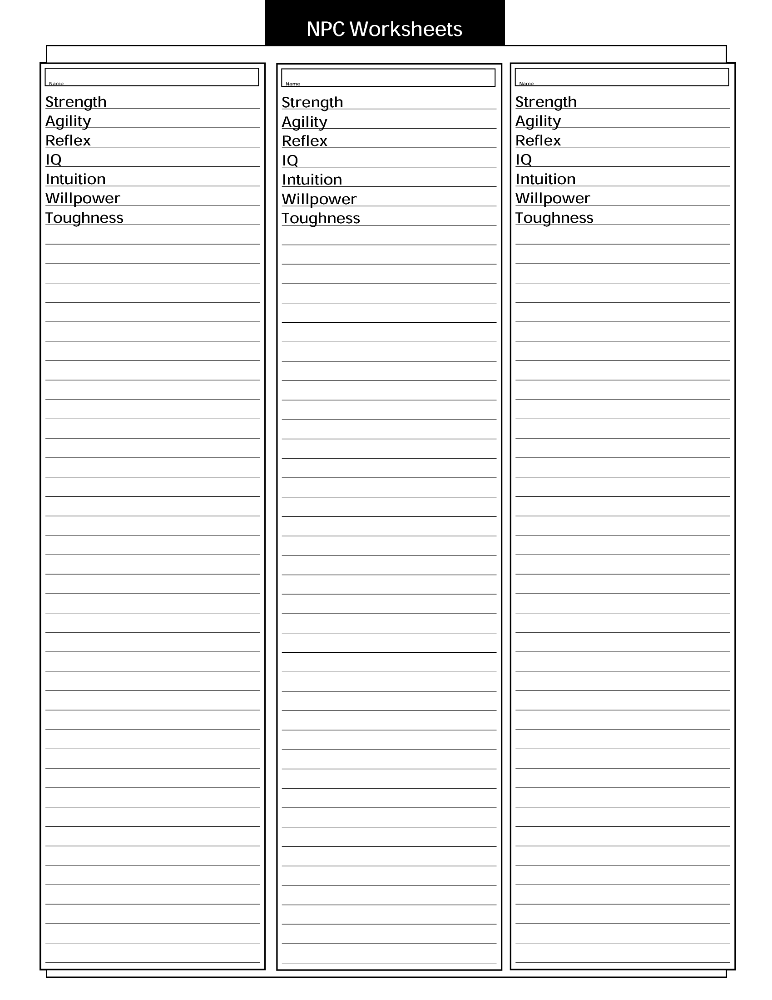 NPC Worksheets
Name
Strength
Agility
Reflex
IQ
Intuition
Willpower
Toughness
Name
Strength
Agility
Reflex
IQ
Intuition
Willpower
Toughness
Name
Strength
Agility
Reflex
IQ
Intuition
Willpower
Toughness